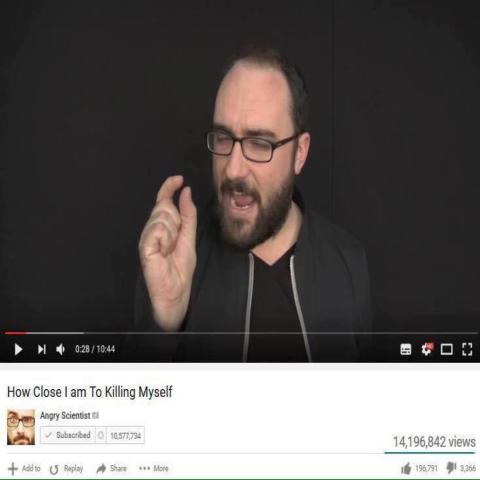 0:28 / 10:44
How Close I am To Killing Myself
Angry Scientist
Subscribed 10,577,734
14,196,842 views
Add to Replay Share More
196,791 3,366